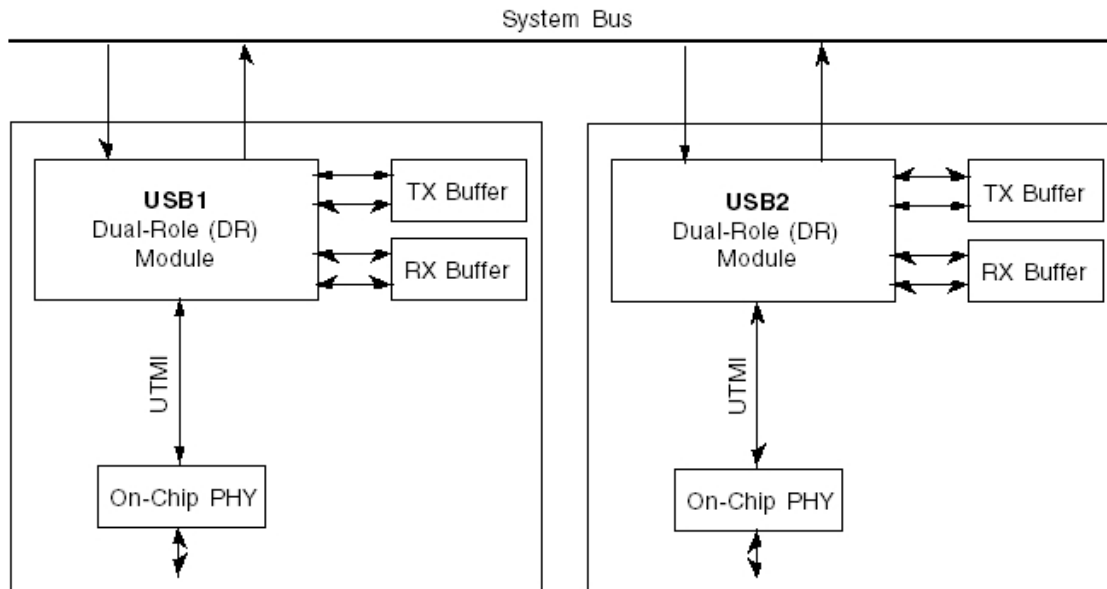 System Bus
USB1
Dual-Role (DR)
Module
TX Buffer
RX Buffer
UTMI
On-Chip PHY
USB2
Dual-Role (DR)
Module
TX Buffer
RX Buffer
UTMI
On-Chip PHY